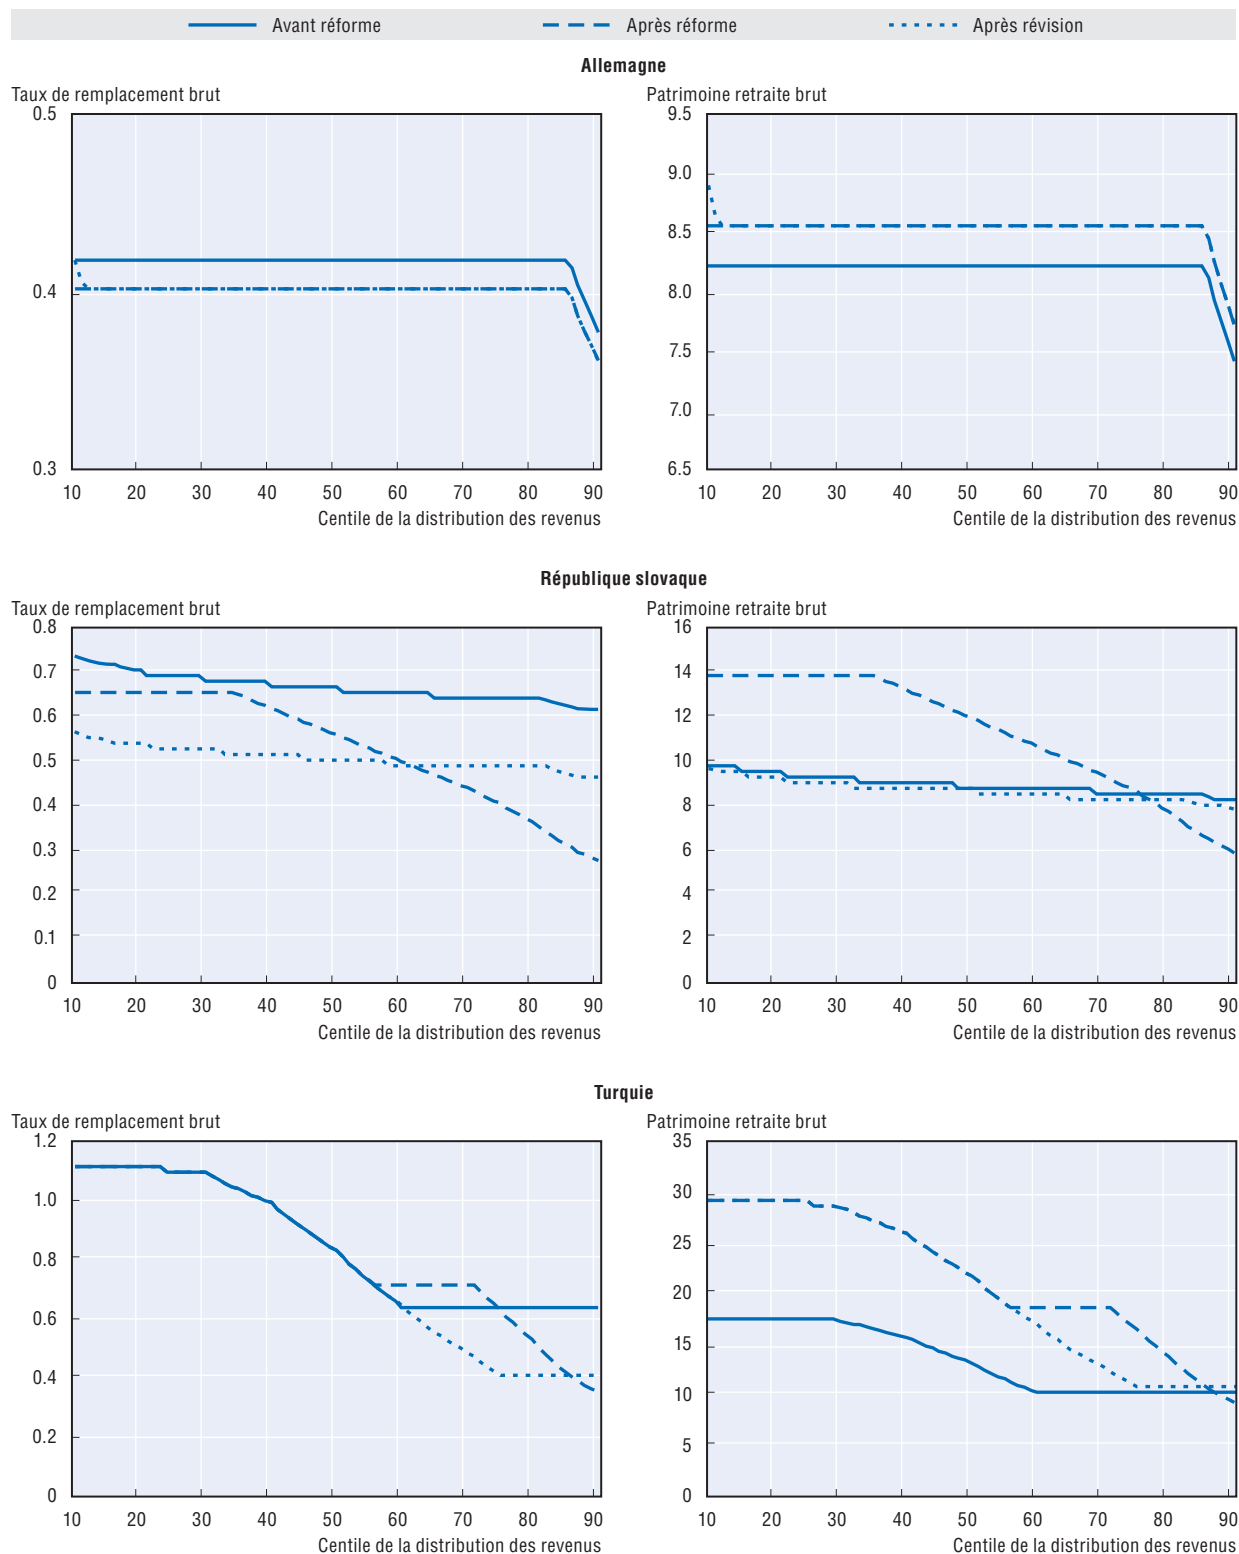 Avant réforme Après réforme Après révision
Allemagne
Taux de remplacement brut
0.5
0.4
0.3
10 20 30 40 50 60 70 80 90
Centile de la distribution des revenus
Patrimoine retraite brut
9.5
9.0
8.5
8.0
7.5
7.0
6.5
10 20 30 40 50 60 70 80 90
Centile de la distribution des revenus
République slovaque
Taux de remplacement brut
0.8
0.7
0.6
0.5
0.4
0.3
0.2
0.1
0
10 20 30 40 50 60 70 80 90
Centile de la distribution des revenus
Patrimoine retraite brut
16
14
12
10
8
6
4
2
0
10 20 30 40 50 60 70 80 90
Centile de la distribution des revenus
Turquie
Taux de remplacement brut
1.2
1.0
0.8
0.6
0.4
0.2
0
10 20 30 40 50 60 70 80 90
Centile de la distribution des revenus
Patrimoine retraite brut
35
30
25
20
15
10
5
0
10 20 30 40 50 60 70 80 90
Centile de la distribution des revenus